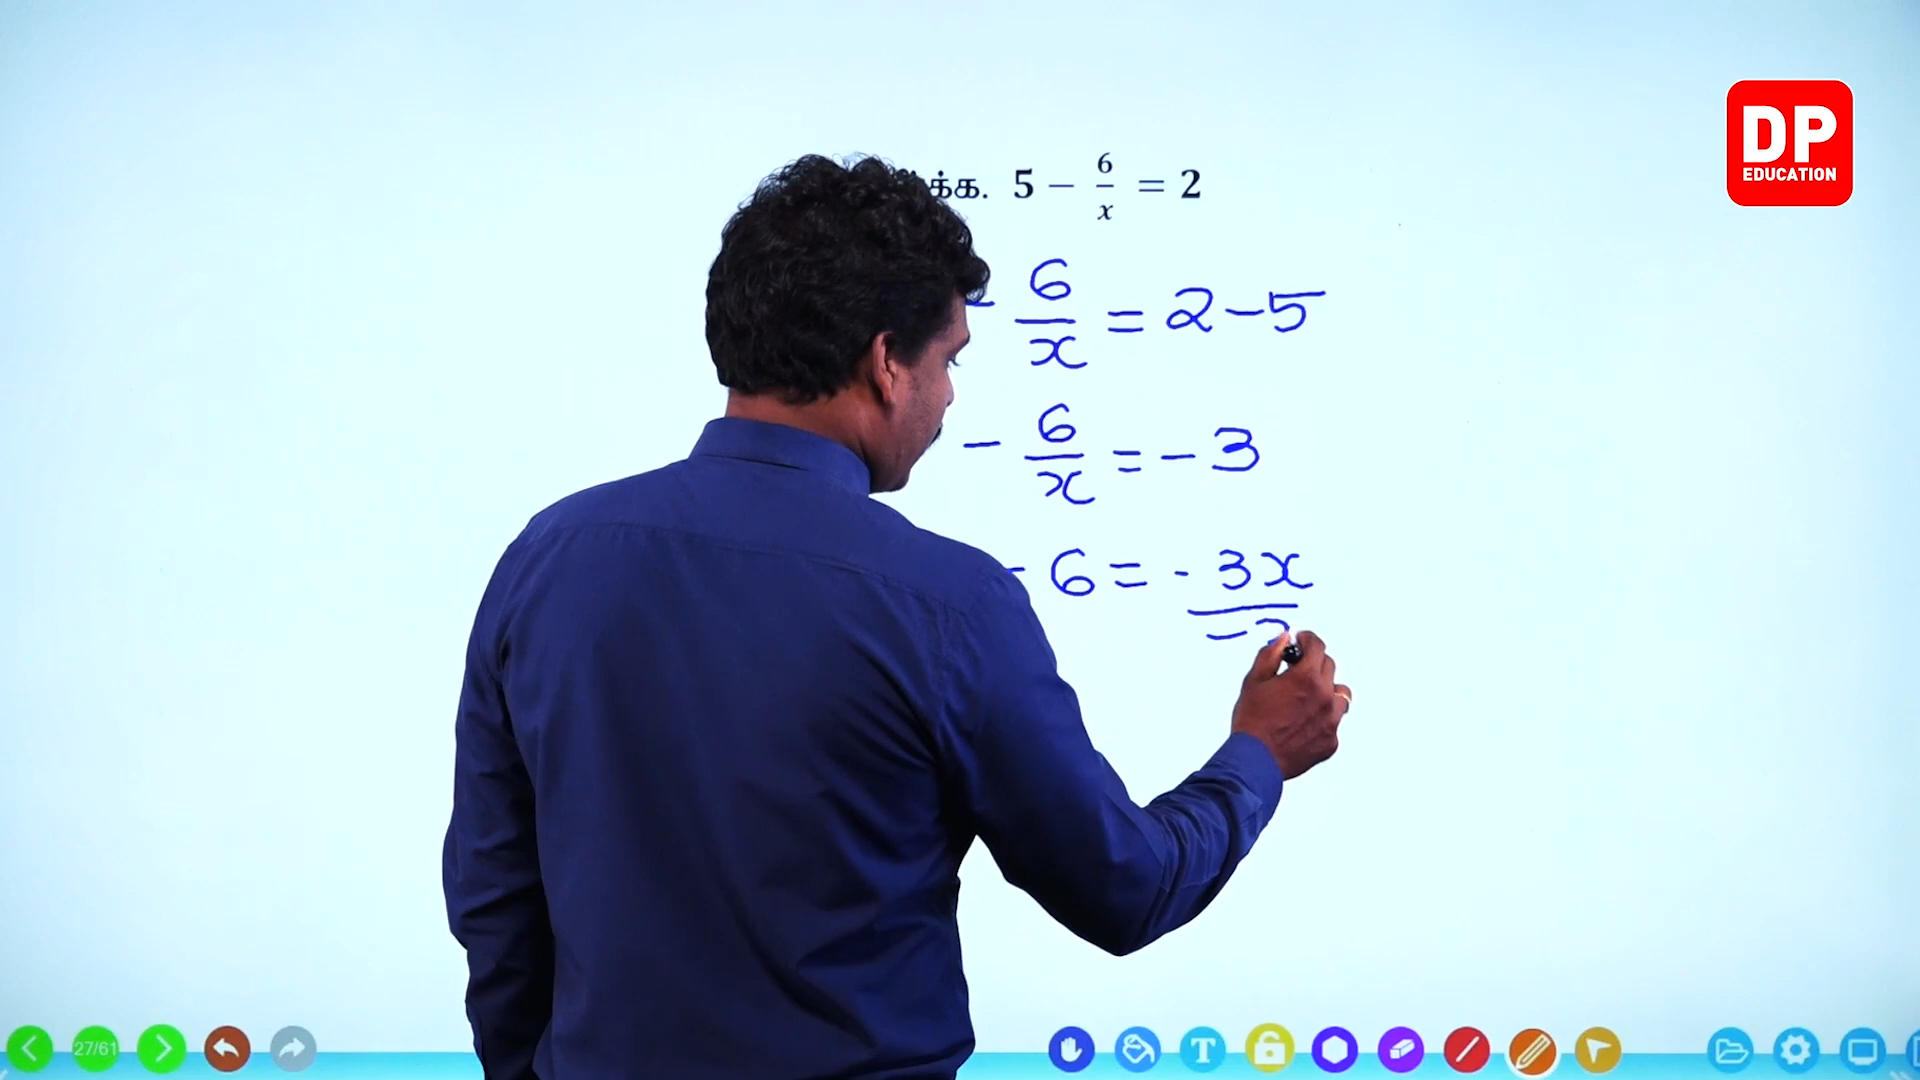 DP
EDUCATION
5 − 6/x = 2
− 6/x = 2 − 5
− 6/x = − 3
− 6 = - 3x
27/61
T